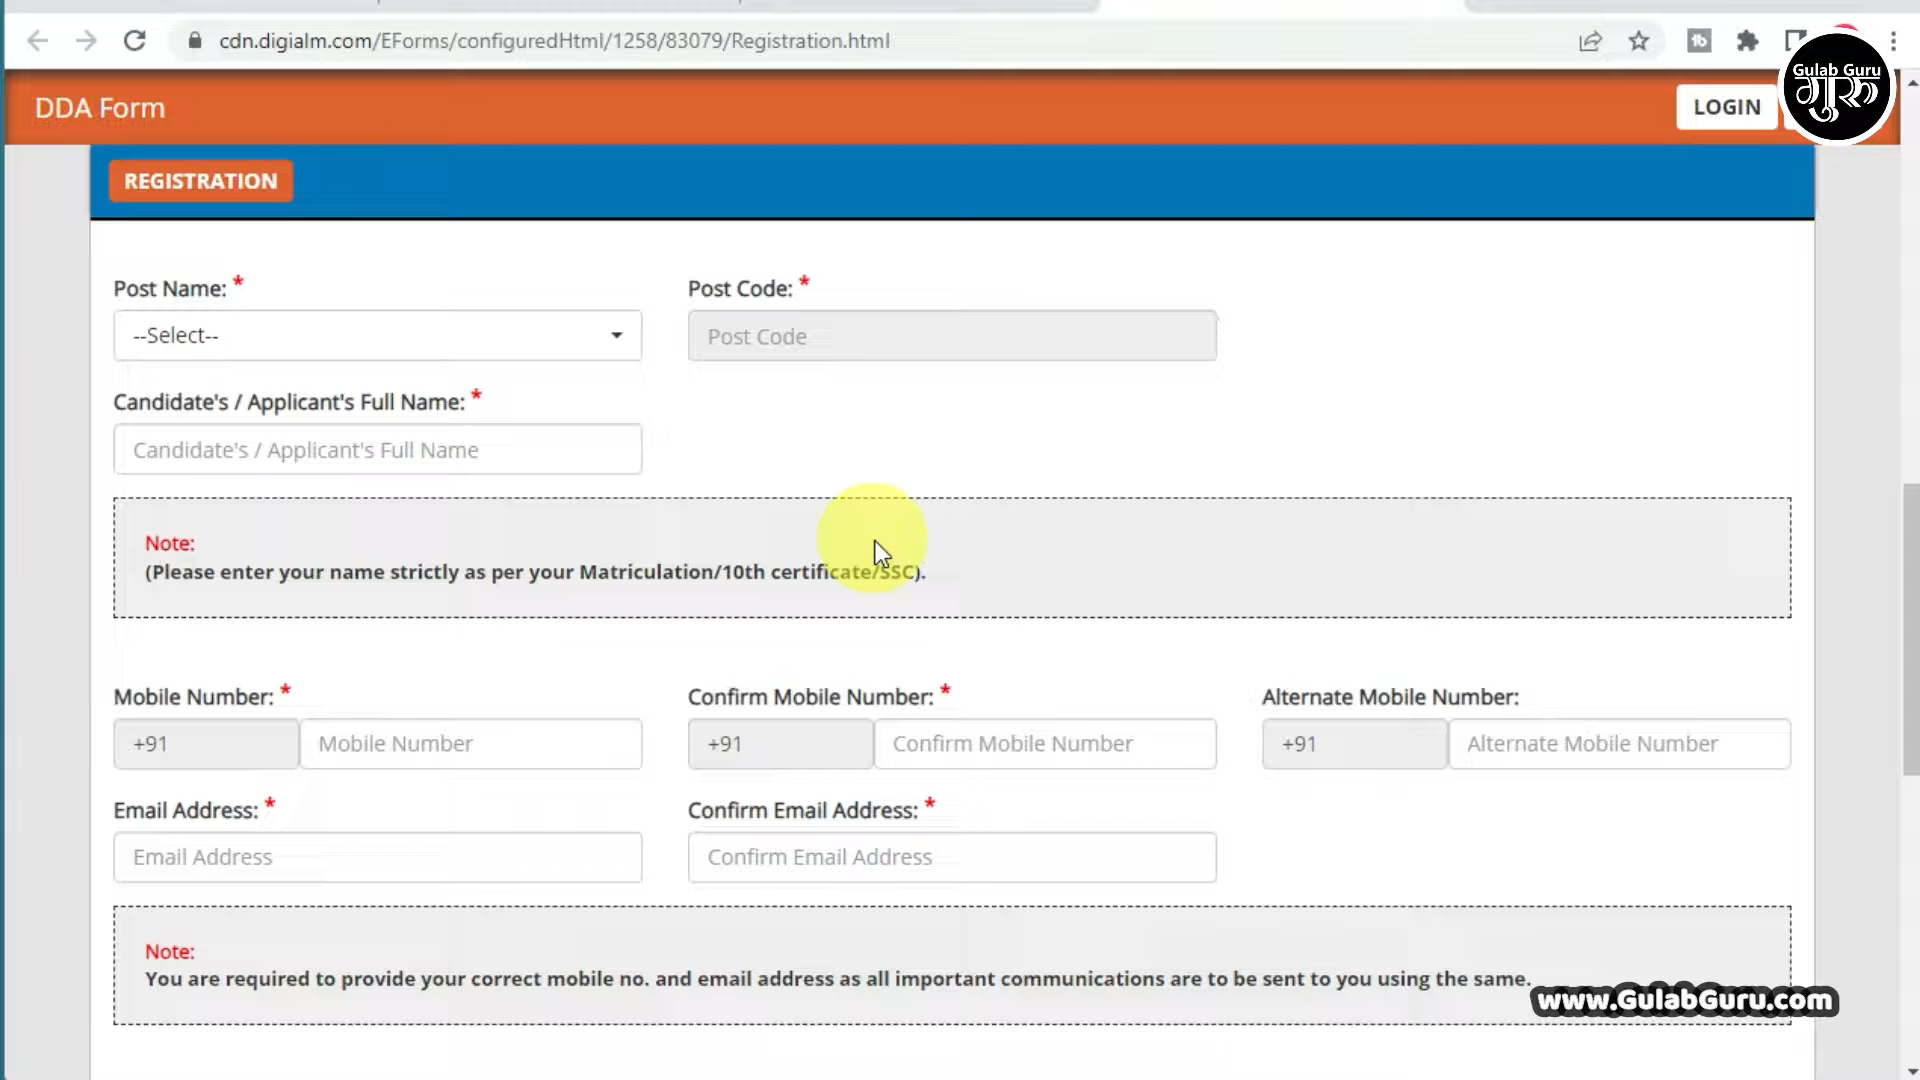 cdn.digialm.com/EForms/configuredHtml/1258/83079/Registration.html
Gulab Guru
गुरु
DDA Form
LOGIN
REGISTRATION
Post Name: *
Post Code: *
--Select--
Post Code
Candidate's / Applicant's Full Name: *
Candidate's / Applicant's Full Name
Note:
(Please enter your name strictly as per your Matriculation/10th certificate/SSC).
Mobile Number: *
Confirm Mobile Number: *
Alternate Mobile Number:
+91
Mobile Number
+91
Confirm Mobile Number
+91
Alternate Mobile Number
Email Address: *
Confirm Email Address: *
Email Address
Confirm Email Address
Note:
You are required to provide your correct mobile no. and email address as all important communications are to be sent to you using the same.
www.GulabGuru.com